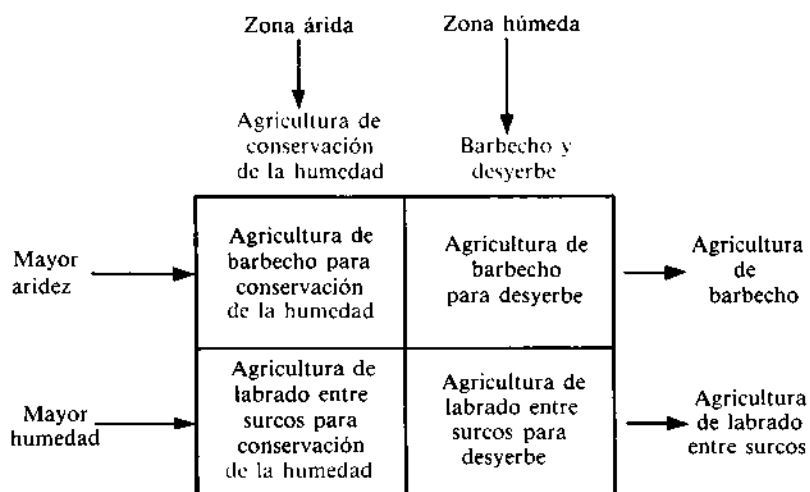 Zona árida
Zona húmeda
Agricultura de
conservación
de la humedad
Barbecho y
desyerbe
Mayor
aridez
Agricultura de
barbecho para
conservación
de la humedad
Agricultura de
barbecho
para desyerbe
Agricultura
de
barbecho
Mayor
humedad
Agricultura de
labrado entre
surcos para
conservación
de la humedad
Agricultura de
labrado entre
surcos para
desyerbe
Agricultura
de labrado
entre surcos